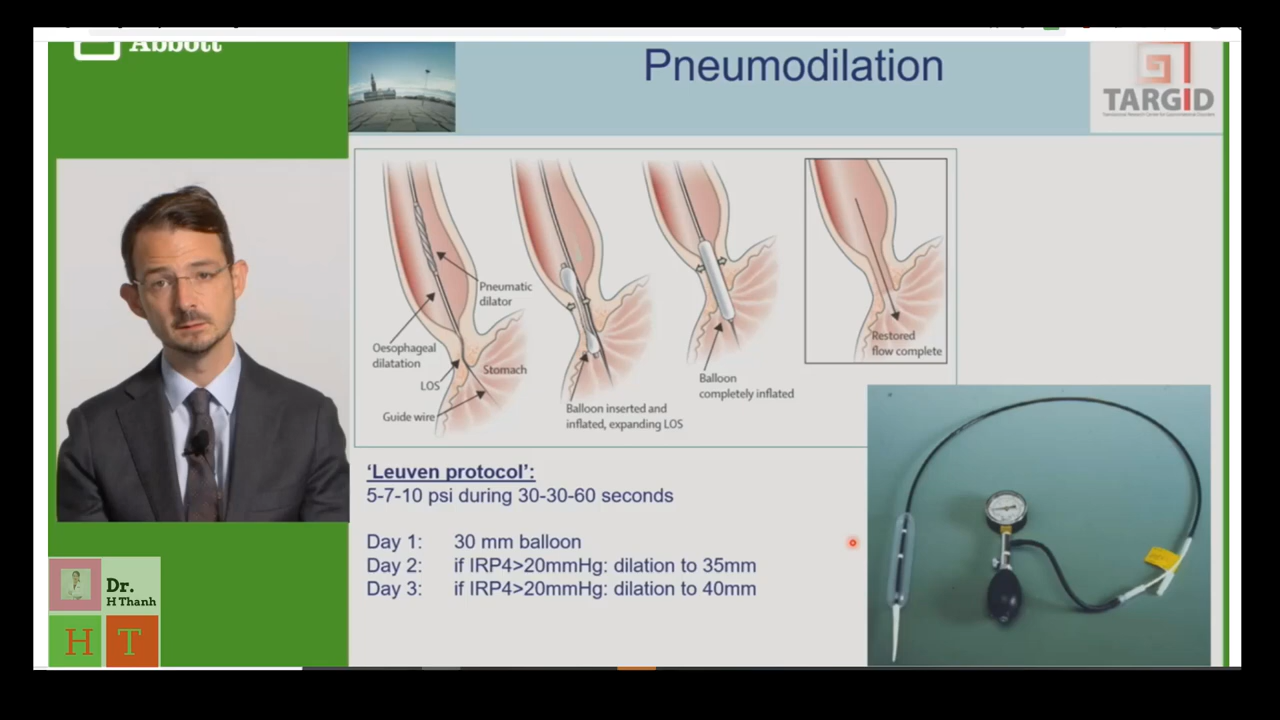 Abbott
Pneumodilation
TARGID
Pneumatic
dilator
Oesophageal
dilatation
LOS
Stomach
Guide wire
Balloon inserted and
inflated, expanding LOS
Balloon
completely inflated
Restored
flow complete
‘Leuven protocol’:
5-7-10 psi during 30-30-60 seconds
Day 1: 30 mm balloon
Day 2: if IRP4>20mmHg: dilation to 35mm
Day 3: if IRP4>20mmHg: dilation to 40mm
Dr.
H Thanh
H T